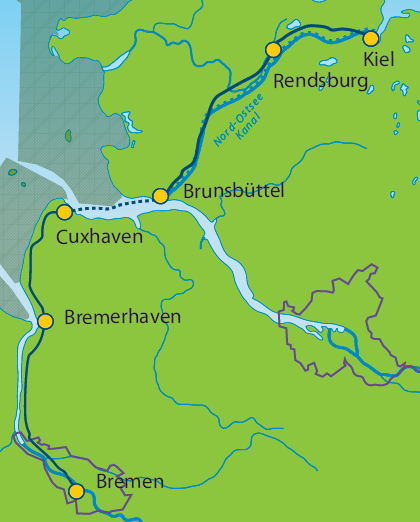 Kiel
Rendsburg
Nord-Ostsee
Kanal
Brunsbüttel
Cuxhaven
Bremerhaven
Bremen